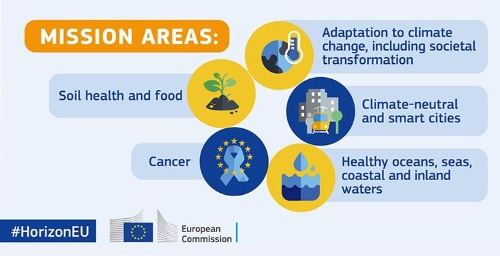 MISSION AREAS:
Adaptation to climate
change, including societal
transformation
Soil health and food
Climate-neutral
and smart cities
Cancer
Healthy oceans, seas,
coastal and inland
waters
#HorizonEU
European
Commission